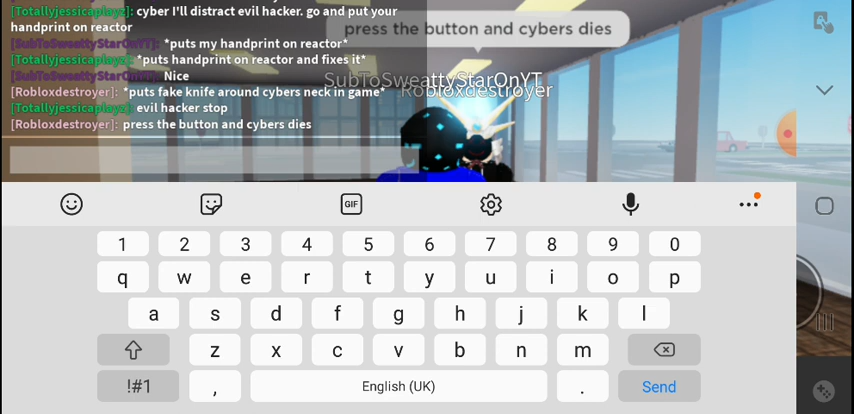 [Totallyjessicaplayz]: cyber I'll distract evil hacker. go and put your
handprint on reactor
[SubToSweattyStarOnYT]: *puts my handprint on reactor*
[Totallyjessicaplayz]: *puts handprint on reactor and fixes it*
[SubToSweattyStarOnYT]: Nice
[Robloxdestroyer]: *puts fake knife around cybers neck in game*
[Totallyjessicaplayz]: evil hacker stop
[Robloxdestroyer]: press the button and cybers dies
press the button and cybers dies
SubToSweattyStarOnYT
Robloxdestroyer
GIF
1 2 3 4 5 6 7 8 9 0
q w e r t y u i o p
a s d f g h j k l
z x c v b n m
!#1 , English (UK) . Send